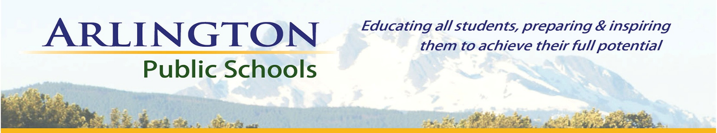 ARLINGTON
Public Schools
Educating all students, preparing & inspiring
them to achieve their full potential